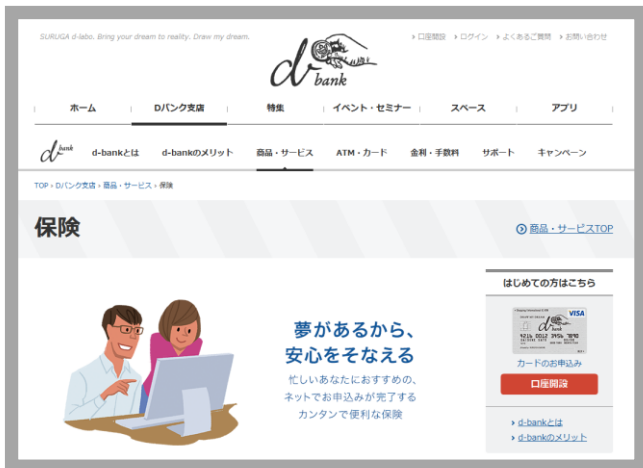 SURUGA d-labo. Bring your dream to reality. Draw my dream.
d bank
口座開設 ログイン よくあるご質問 お問い合わせ
ホーム Dバンク支店 特集 イベント・セミナー スペース アプリ
d bank d-bankとは d-bankのメリット 商品・サービス ATM・カード 金利・手数料 サポート キャンペーン
TOP › Dバンク支店 › 商品・サービス › 保険
保険
商品・サービスTOP
夢があるから、
安心をそなえる
忙しいあなたにおすすめの、
ネットでお申込みが完了する
カンタンで便利な保険
はじめての方はこちら
VISA
d bank
4216 0012 3456 7890
カードのお申込み
口座開設
d-bankとは
d-bankのメリット